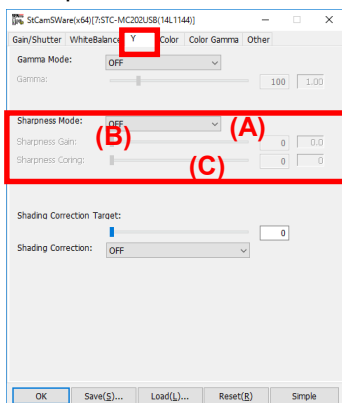 StCamSWare(x64)[7:STC-MC202USB(14L1144)]
Gain/Shutter WhiteBalance Y Color Color Gamma Other
Gamma Mode: OFF
Gamma: 100 1.00
Sharpness Mode: OFF (A)
Sharpness Gain: (B) 0 0.0
Sharpness Coring: (C) 0 0
Shading Correction Target:
0
Shading Correction: OFF
OK Save(S)... Load(L)... Reset(R) Simple